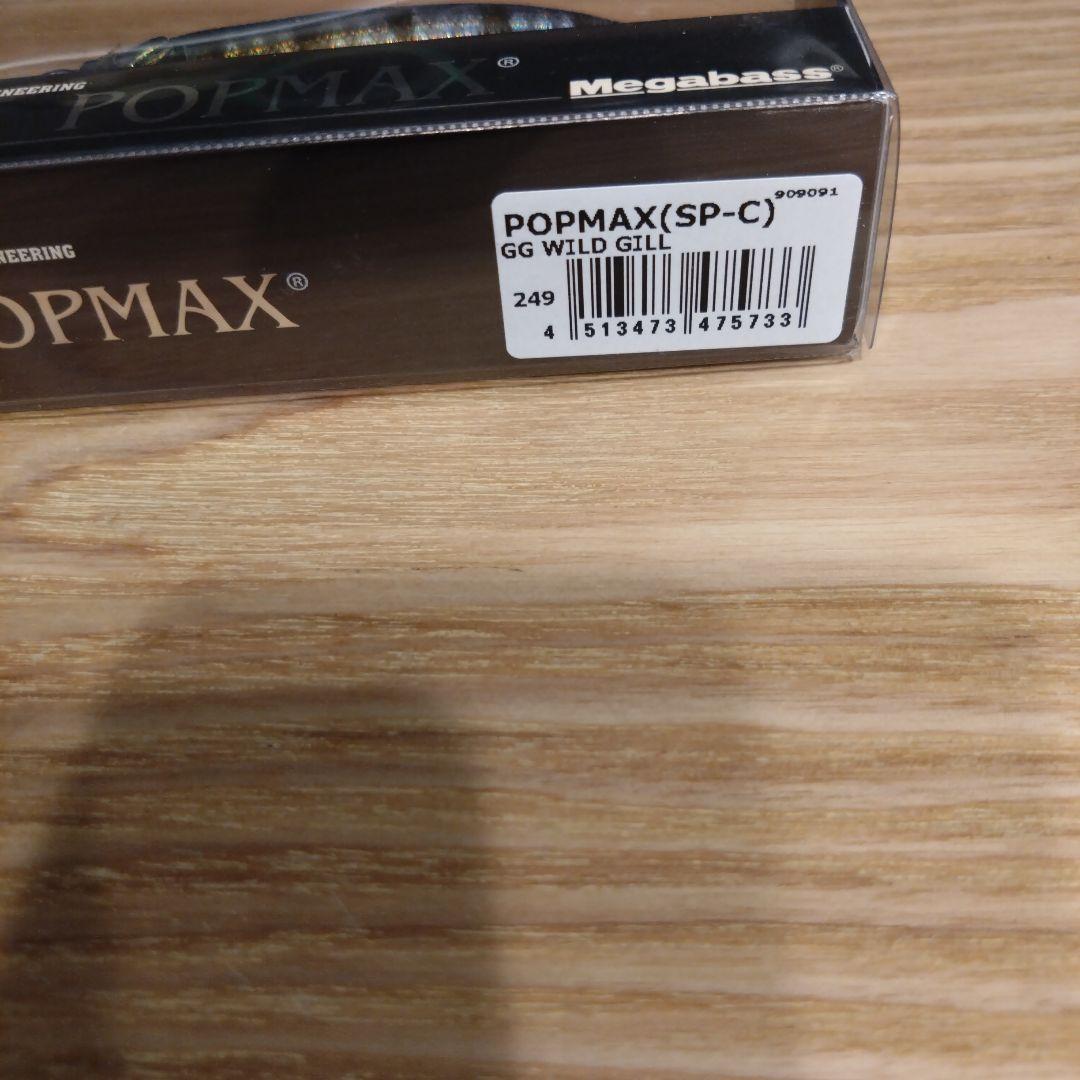 NEERING
POPMAX®
Megabass®
NEERING
OPMAX®
909091
POPMAX(SP-C)
GG WILD GILL
249
4 513473 475733